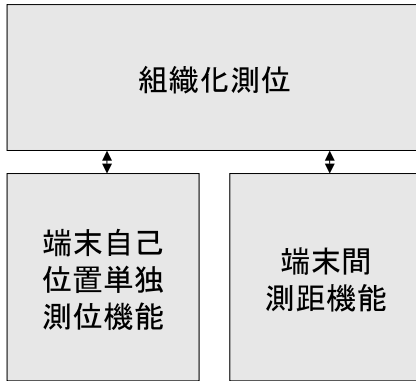 組織化測位
端末自己
位置単独
測位機能
端末間
測距機能